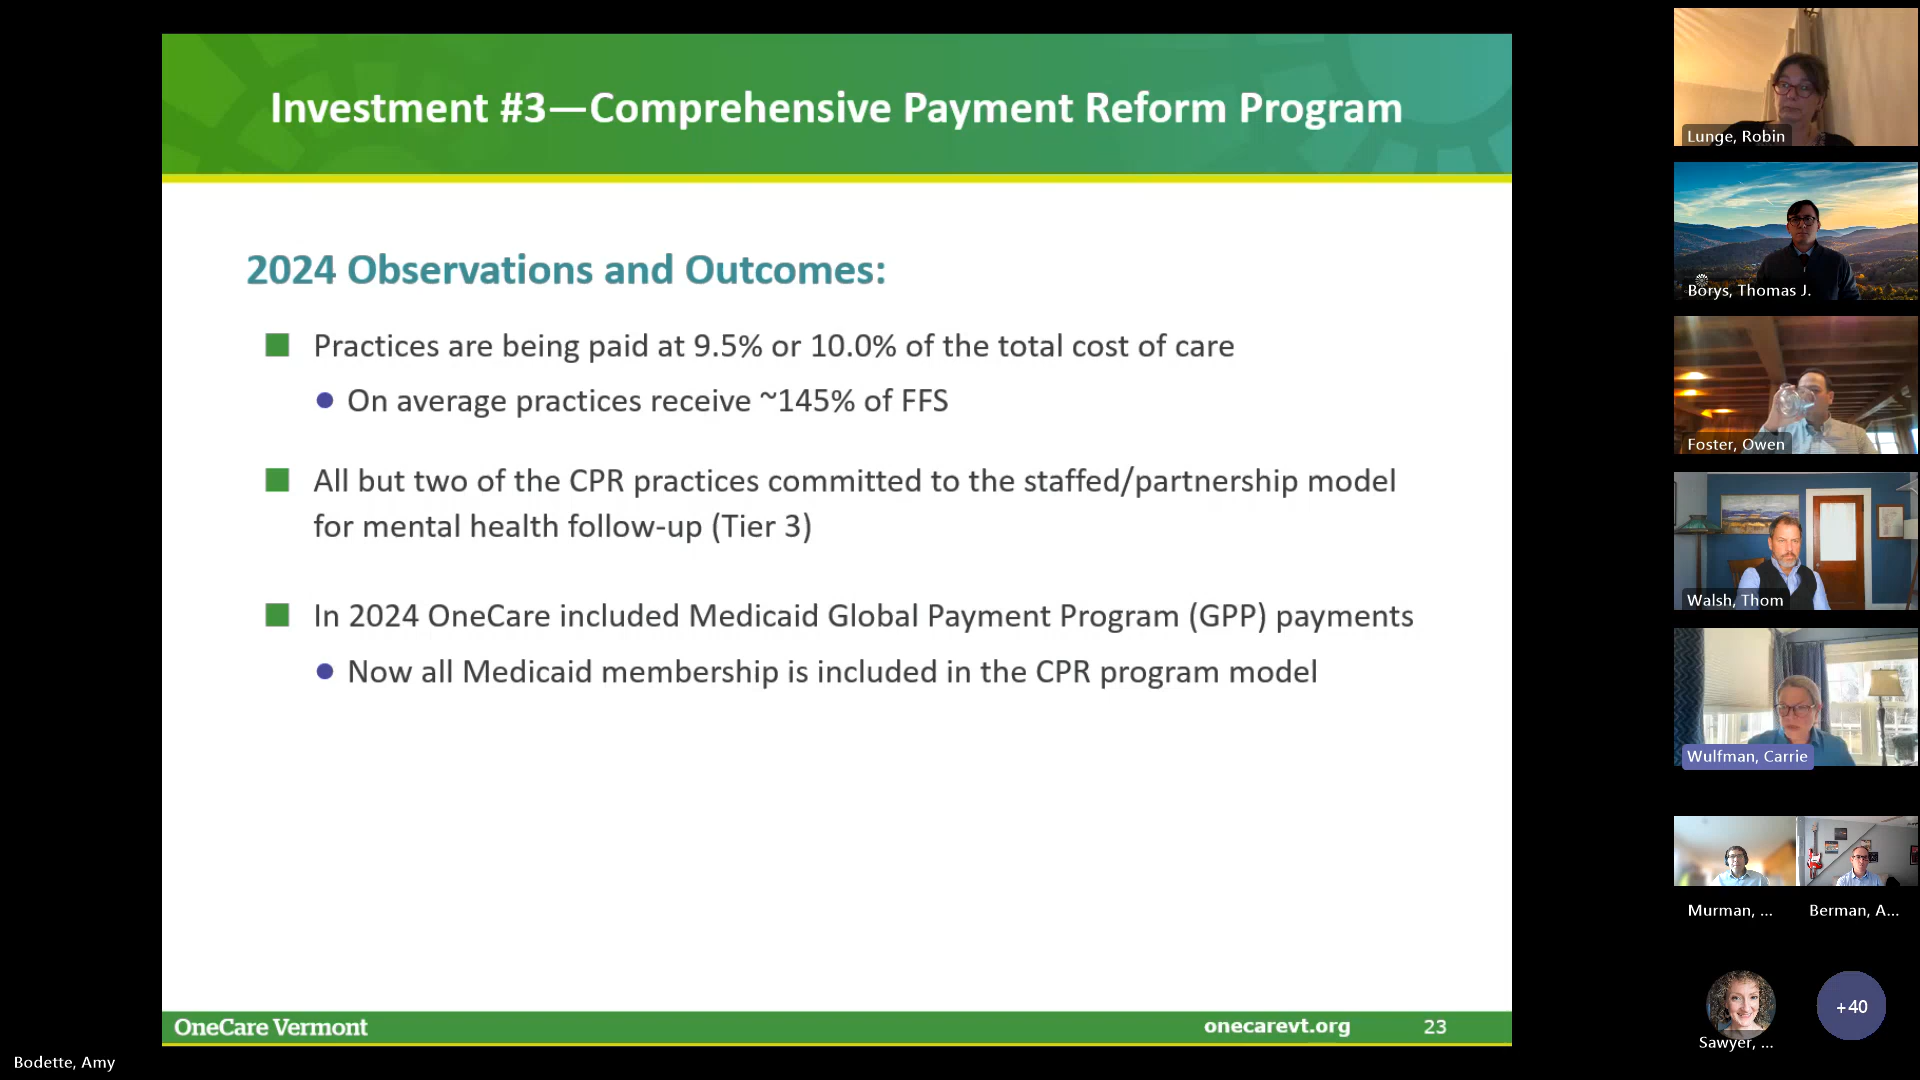 Investment #3—Comprehensive Payment Reform Program
2024 Observations and Outcomes:
Practices are being paid at 9.5% or 10.0% of the total cost of care
On average practices receive ~145% of FFS
All but two of the CPR practices committed to the staffed/partnership model
for mental health follow-up (Tier 3)
In 2024 OneCare included Medicaid Global Payment Program (GPP) payments
Now all Medicaid membership is included in the CPR program model
OneCare Vermont
onecarevt.org
23
Bodette, Amy
Lunge, Robin
Borys, Thomas J.
Foster, Owen
Walsh, Thom
Wulfman, Carrie
Murman, ...
Berman, A...
Sawyer, ...
+40